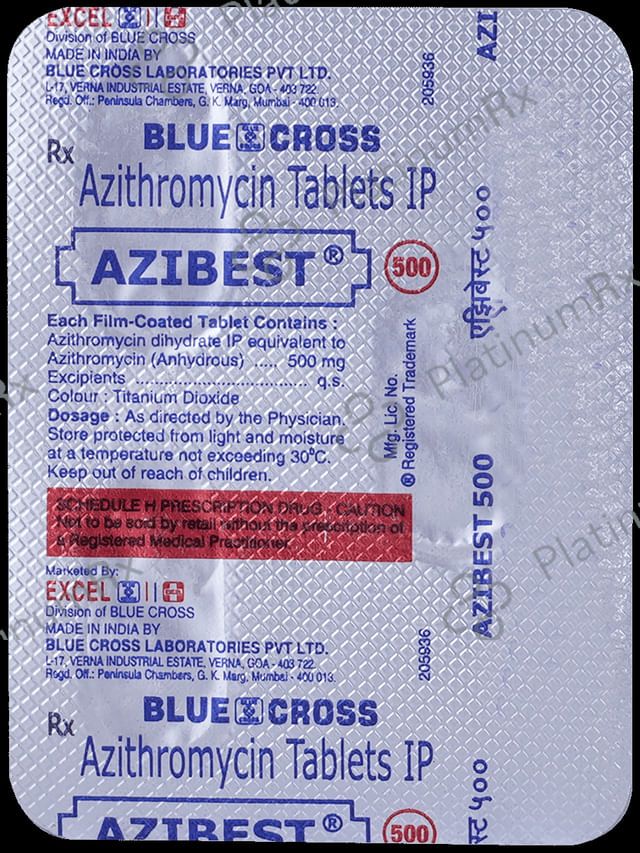 EXCEL
Division of BLUE CROSS
MADE IN INDIA BY
BLUE CROSS LABORATORIES PVT LTD.
L-17, VERNA INDUSTRIAL ESTATE, VERNA, GOA - 403 722.
Regd. Off.: Peninsula Chambers, G. K. Marg, Mumbai - 400 013.
205936
AZI
BLUE CROSS
Rx
Azithromycin Tablets IP
AZIBEST ®
500
Each Film-Coated Tablet Contains :
Azithromycin dihydrate IP equivalent to
Azithromycin (Anhydrous) ..... 500 mg
Excipients ................................ q.s.
Colour : Titanium Dioxide
Dosage : As directed by the Physician.
Store protected from light and moisture
at a temperature not exceeding 30°C.
Keep out of reach of children.
Mfg. Lic. No.
® Registered Trademark
एझिबेस्ट ५००
AZIBEST 500
SCHEDULE H PRESCRIPTION DRUG - CAUTION
Not to be sold by retail without the prescription of
a Registered Medical Practitioner.
Marketed By:
EXCEL
Division of BLUE CROSS
MADE IN INDIA BY
BLUE CROSS LABORATORIES PVT LTD.
L-17, VERNA INDUSTRIAL ESTATE, VERNA, GOA - 403 722.
Regd. Off.: Peninsula Chambers, G. K. Marg, Mumbai - 400 013.
205936
BLUE CROSS
Rx
Azithromycin Tablets IP
AZIBEST ®
500
स्ट ५००
PlatinumRx
PlatinumRx
PlatinumRx